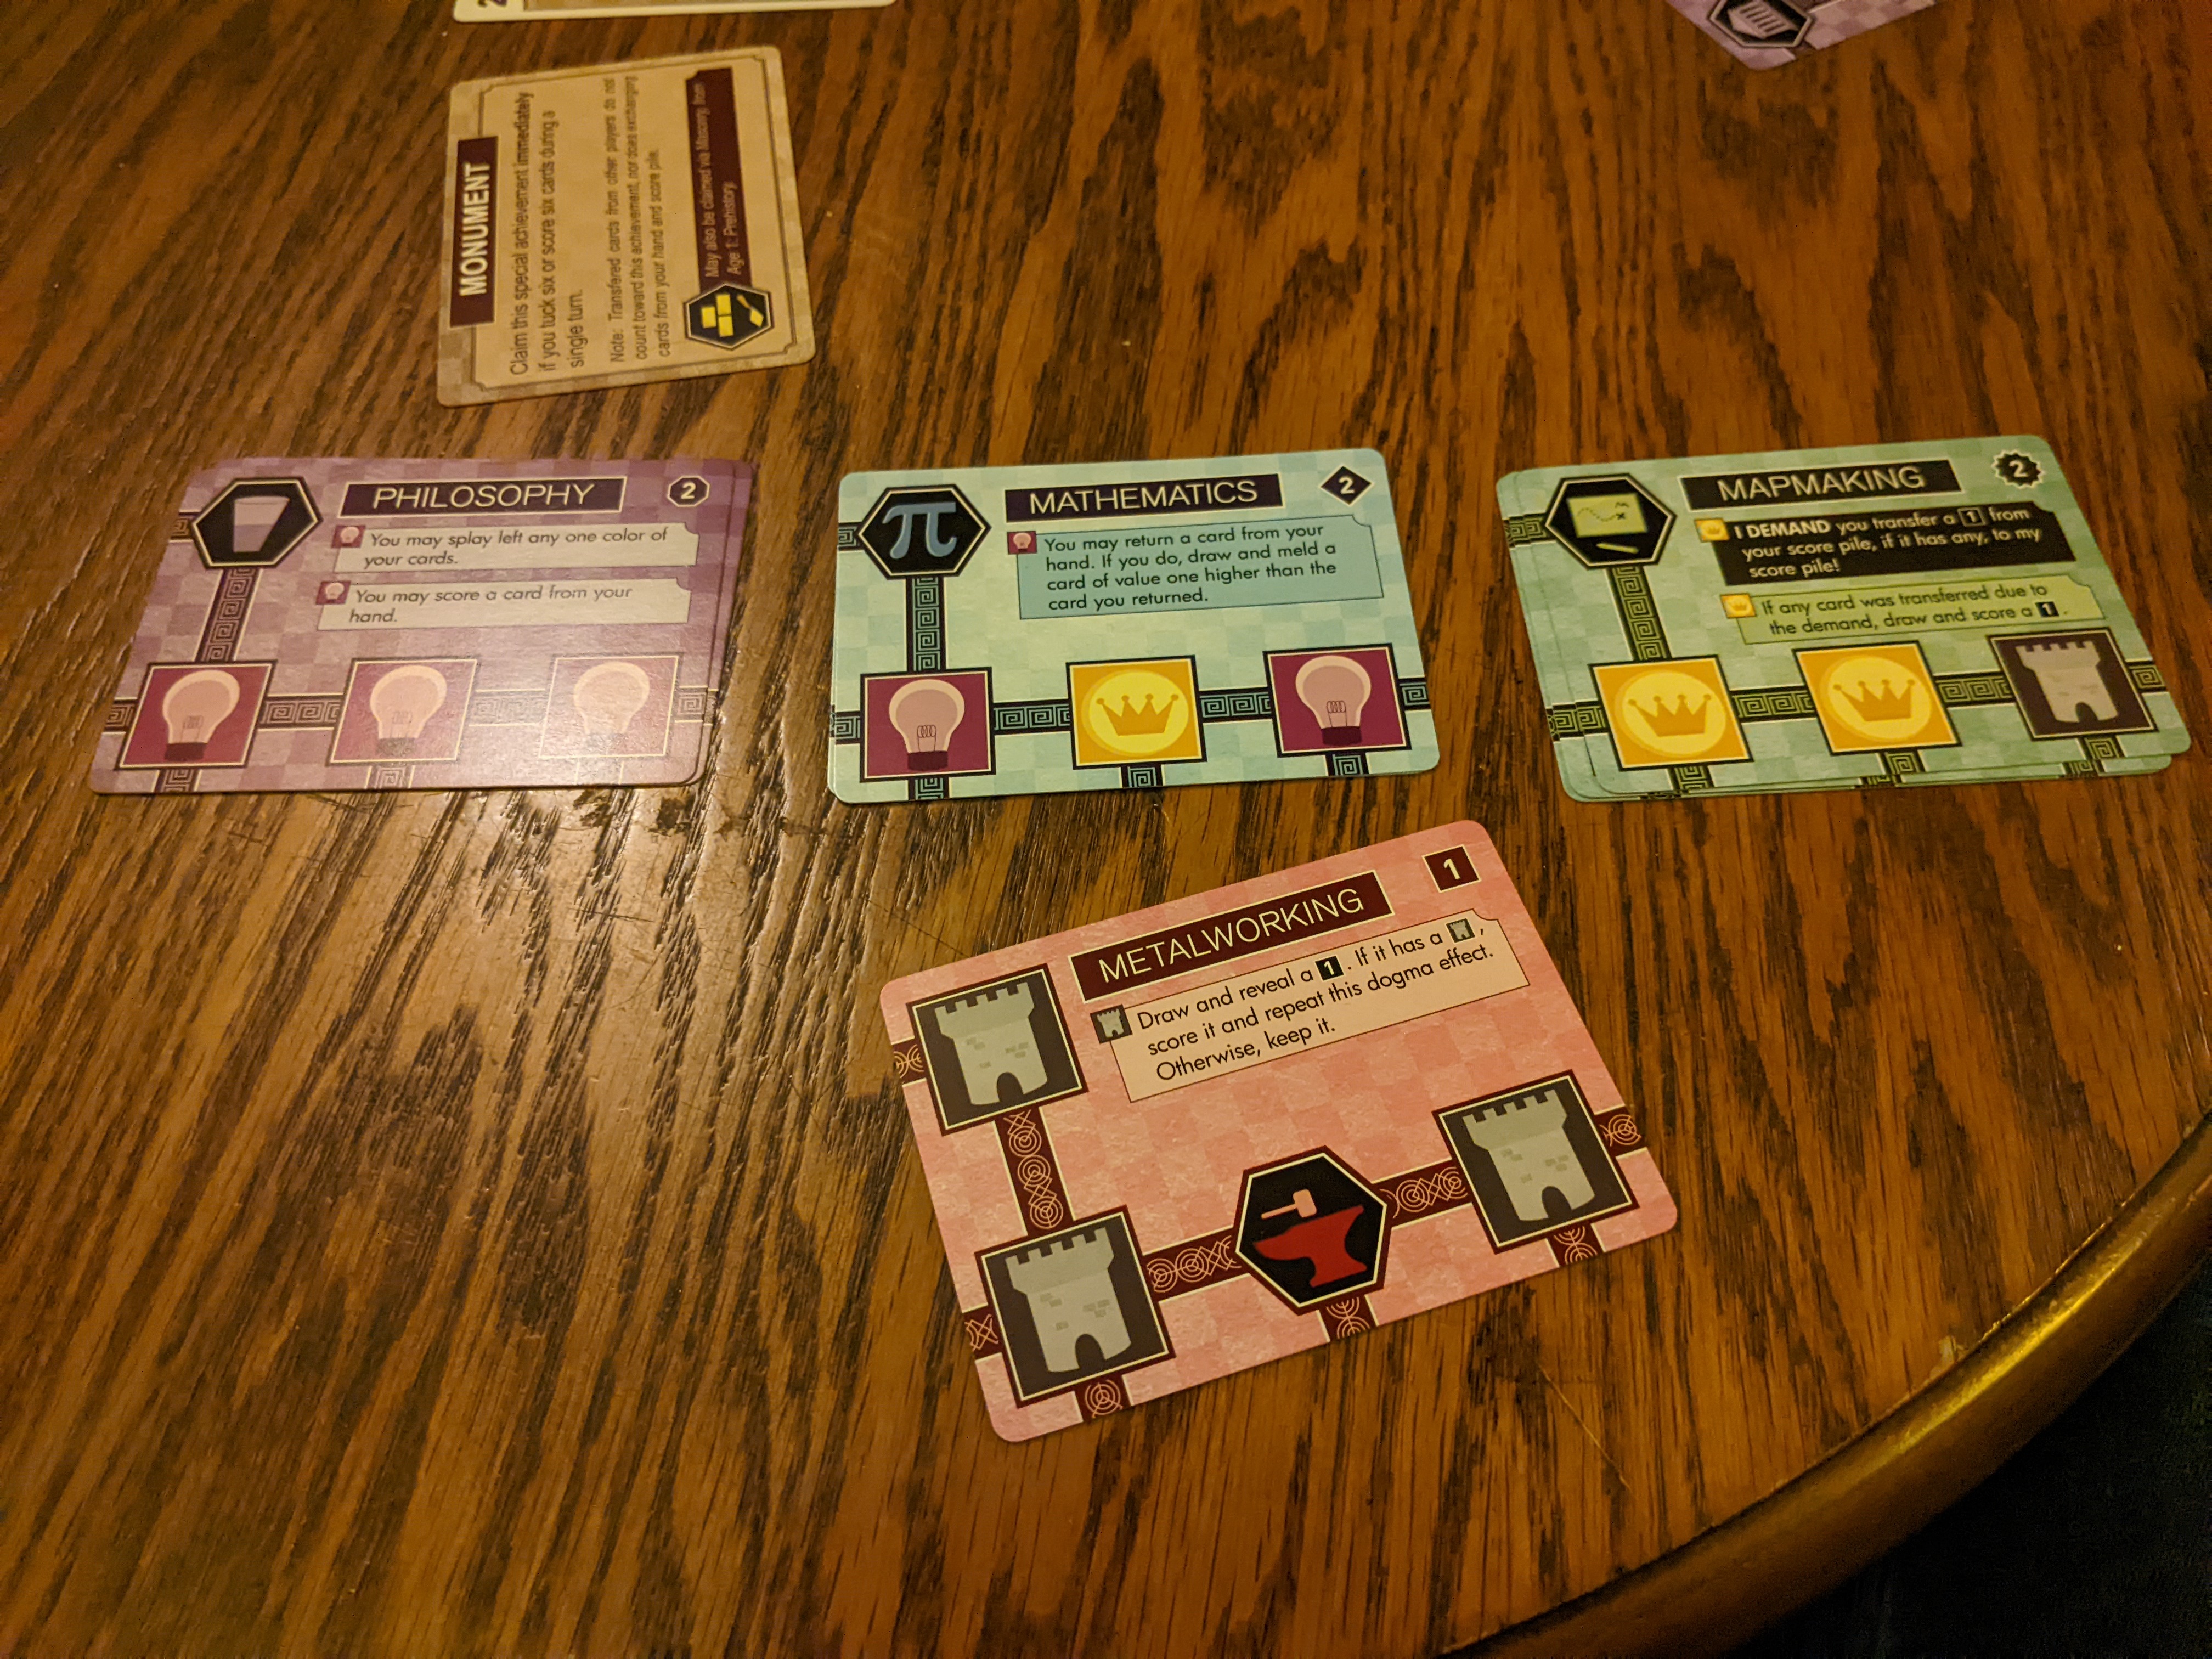 2
MONUMENT
Claim this special achievement immediately
if you tuck six or score six cards during a
single turn.
Note: Transfered cards from other players do not
count toward this achievement, nor does exchanging
cards from your hand and score pile.
May also be claimed via Masonry from
Age 1: Prehistory.
PHILOSOPHY
2
You may splay left any one color of
your cards.
You may score a card from your
hand.
π
MATHEMATICS
2
You may return a card from your
hand. If you do, draw and meld a
card of value one higher than the
card you returned.
MAPMAKING
2
I DEMAND you transfer a 1 from
your score pile, if it has any, to my
score pile!
If any card was transferred due to
the demand, draw and score a 1 .
METALWORKING
1
Draw and reveal a 1 . If it has a ,
score it and repeat this dogma effect.
Otherwise, keep it.